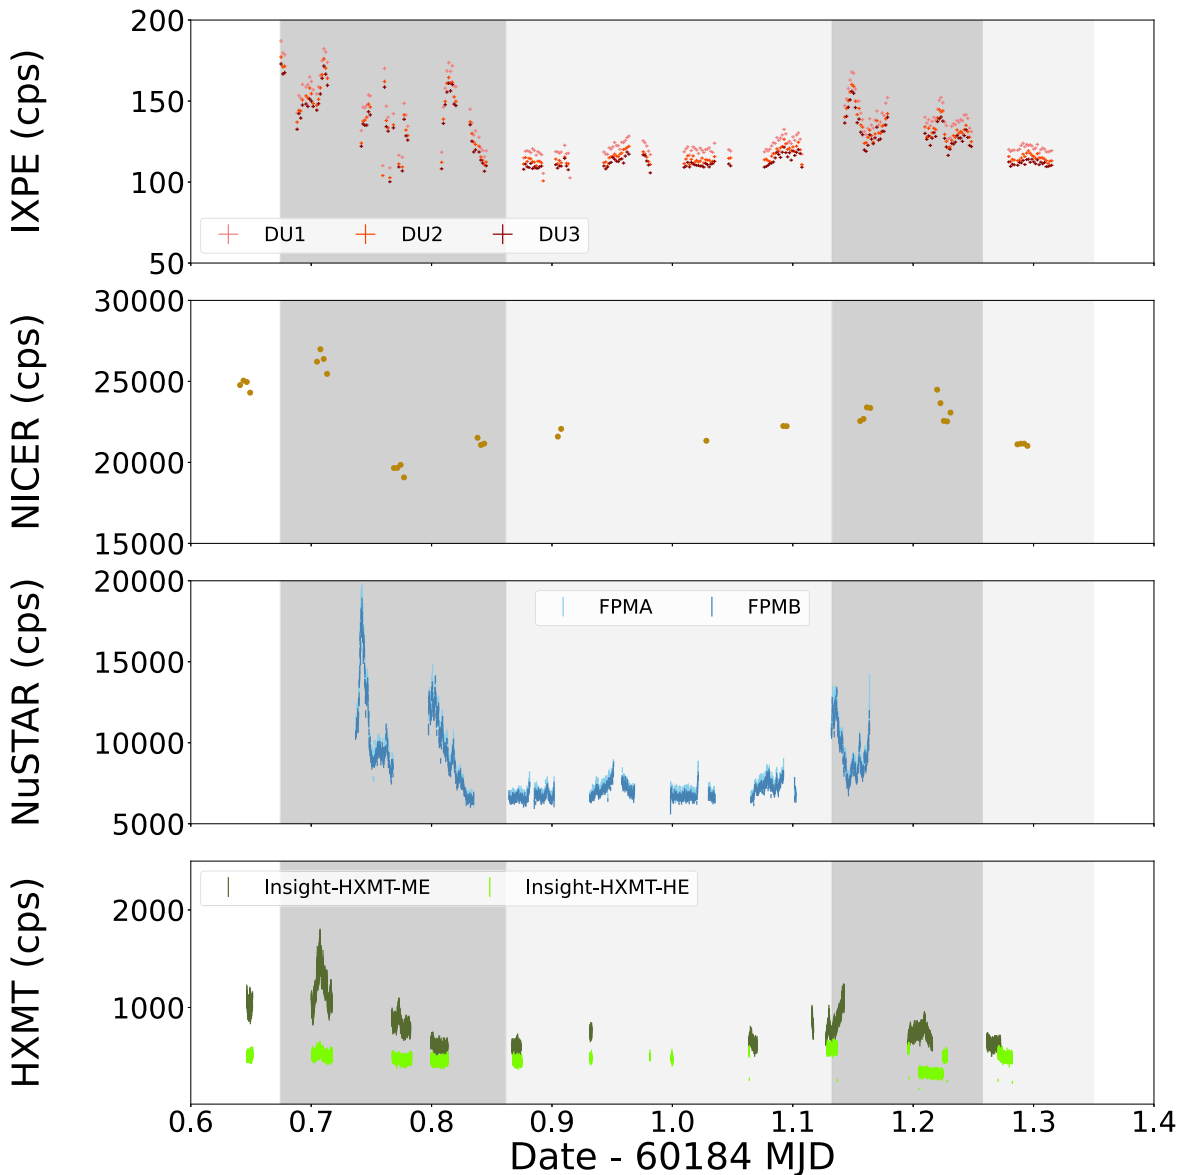 IXPE (cps)
200
150
100
50
DU1 DU2 DU3
NICER (cps)
30000
25000
20000
15000
NuSTAR (cps)
20000
15000
10000
5000
FPMA FPMB
HXMT (cps)
2000
1000
Insight-HXMT-ME Insight-HXMT-HE
0.6 0.7 0.8 0.9 1.0 1.1 1.2 1.3 1.4
Date - 60184 MJD